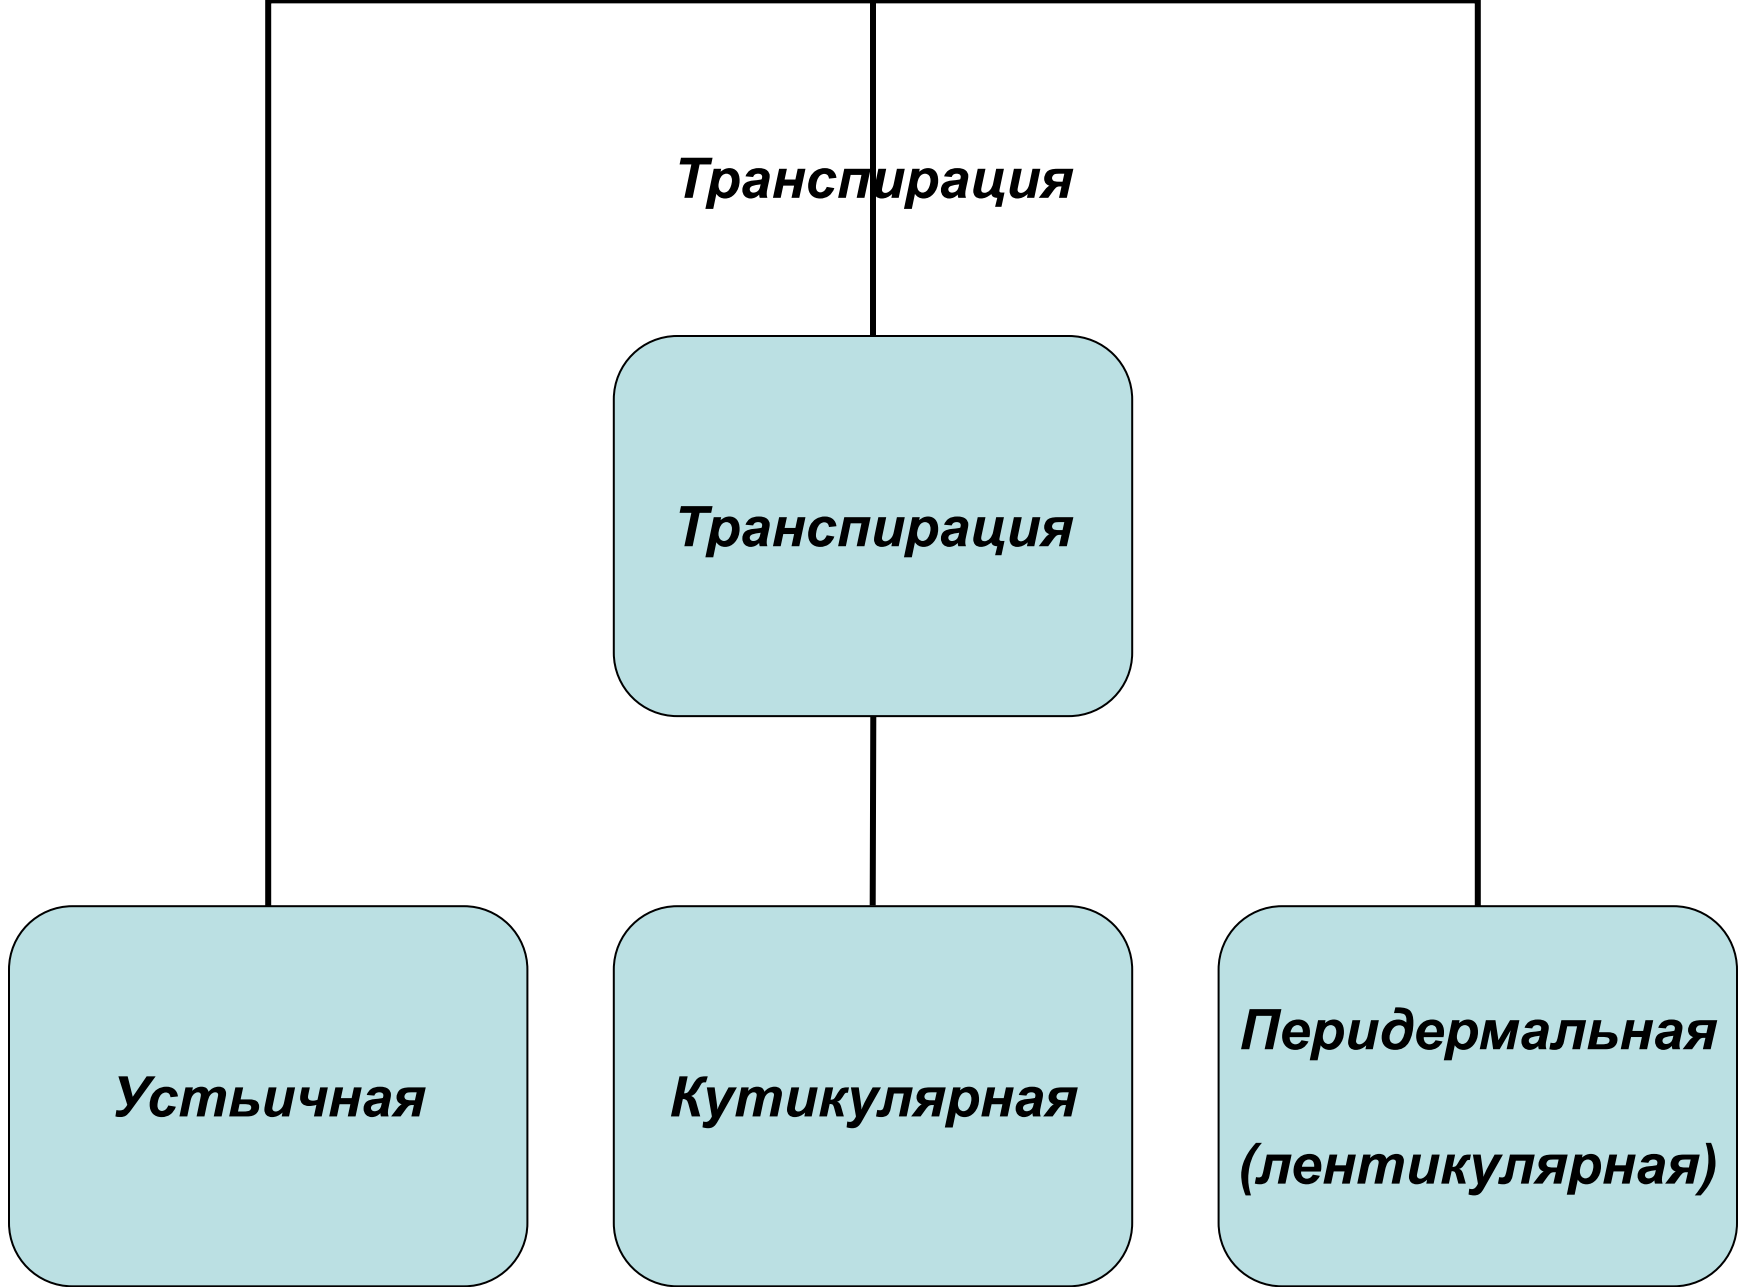 Транспирация
Транспирация
Устьичная
Кутикулярная
Перидермальная
(лентикулярная)